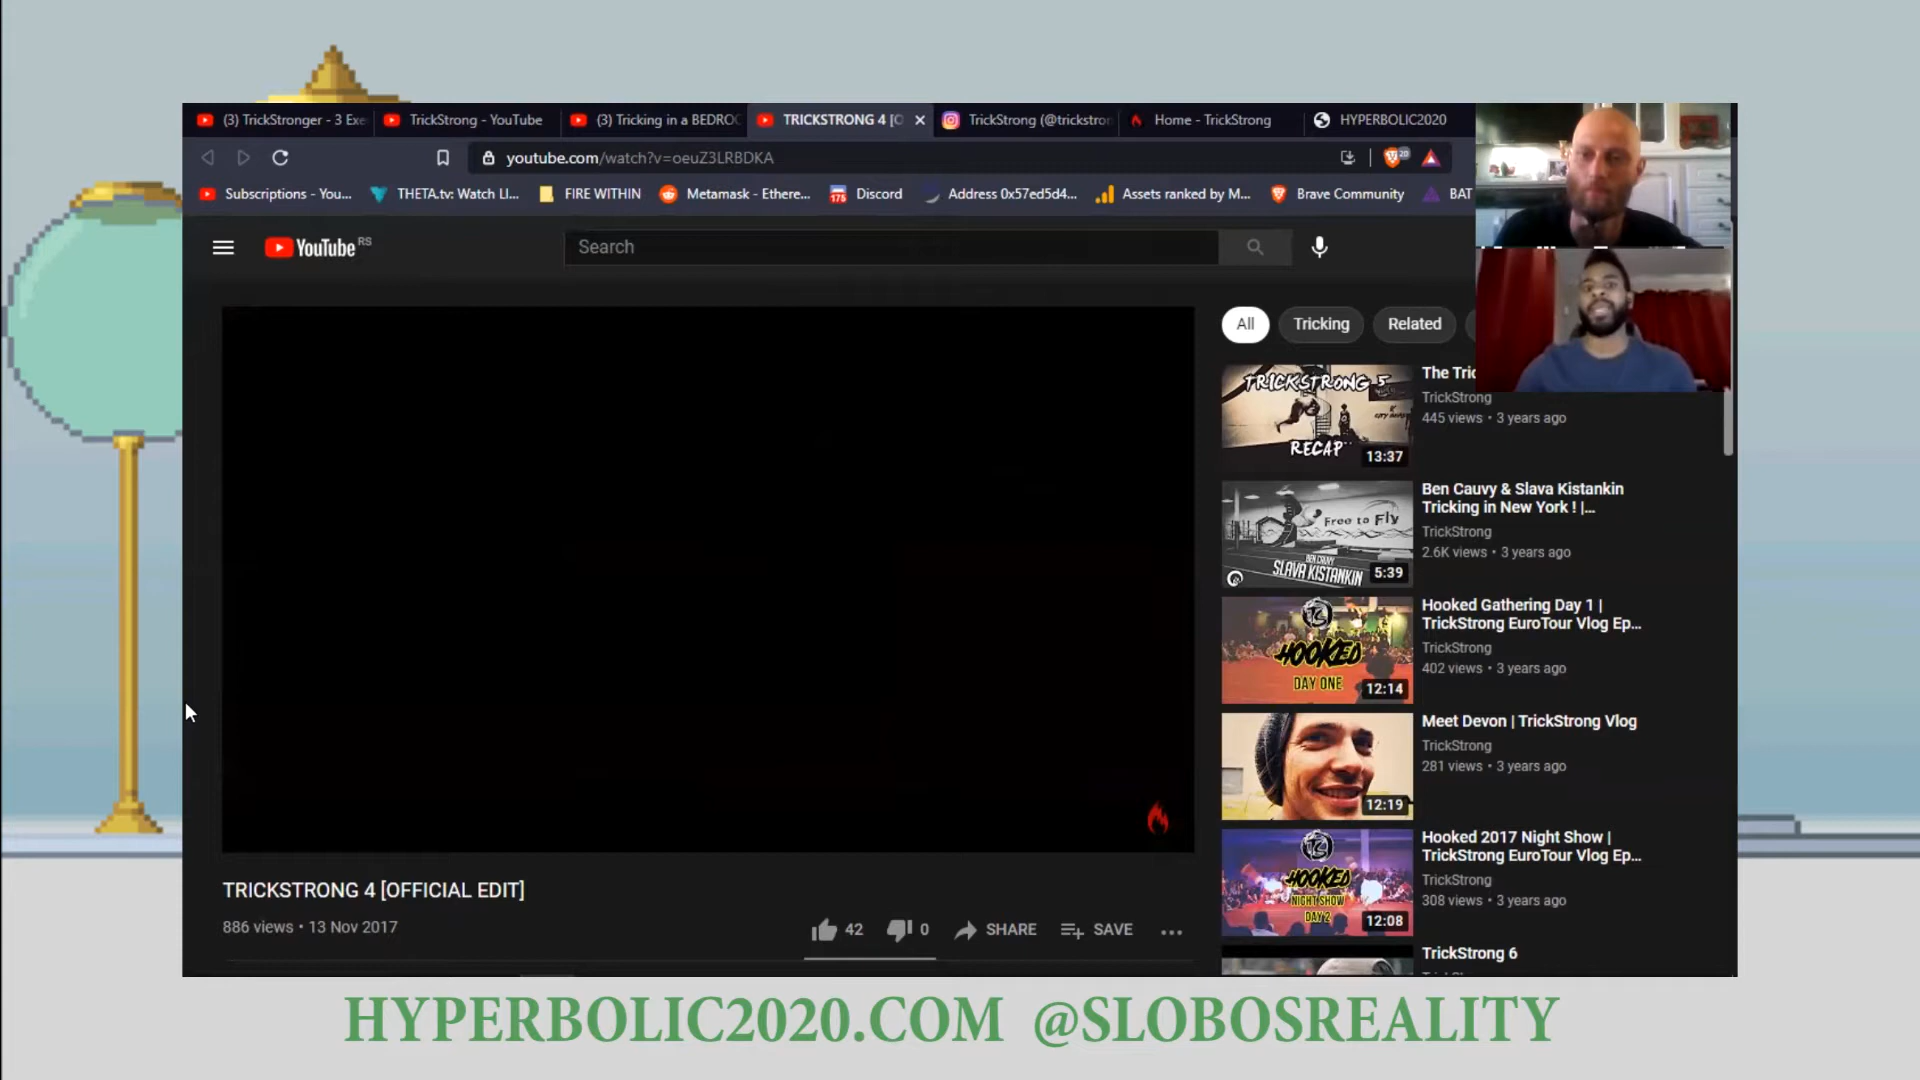 (3) TrickStronger - 3 Exe
TrickStrong - YouTube
(3) Tricking in a BEDROC
TRICKSTRONG 4 [O
TrickStrong (@trickstror
Home - TrickStrong
HYPERBOLIC2020
youtube.com/watch?v=oeuZ3LRBDKA
20
Subscriptions - You...
THETA.tv: Watch LI...
FIRE WITHIN
Metamask - Ethere...
175
Discord
Address 0x57ed5d4...
Assets ranked by M...
Brave Community
BAT
YouTube RS
Search
All
Tricking
Related
TRICKSTRONG 5
RECAP
13:37
The Tric
TrickStrong
445 views • 3 years ago
Free to Fly
BEN CAUVY
SLAVA KISTANKIN
5:39
Ben Cauvy & Slava Kistankin
Tricking in New York ! |...
TrickStrong
2.6K views • 3 years ago
HOOKED
DAY ONE
12:14
Hooked Gathering Day 1 |
TrickStrong EuroTour Vlog Ep...
TrickStrong
402 views • 3 years ago
12:19
Meet Devon | TrickStrong Vlog
TrickStrong
281 views • 3 years ago
HOOKED
NIGHT SHOW
DAY 2
12:08
Hooked 2017 Night Show |
TrickStrong EuroTour Vlog Ep...
TrickStrong
308 views • 3 years ago
TrickStrong 6
TRICKSTRONG 4 [OFFICIAL EDIT]
886 views • 13 Nov 2017
42
0
SHARE
SAVE
HYPERBOLIC2020.COM @SLOBOSREALITY